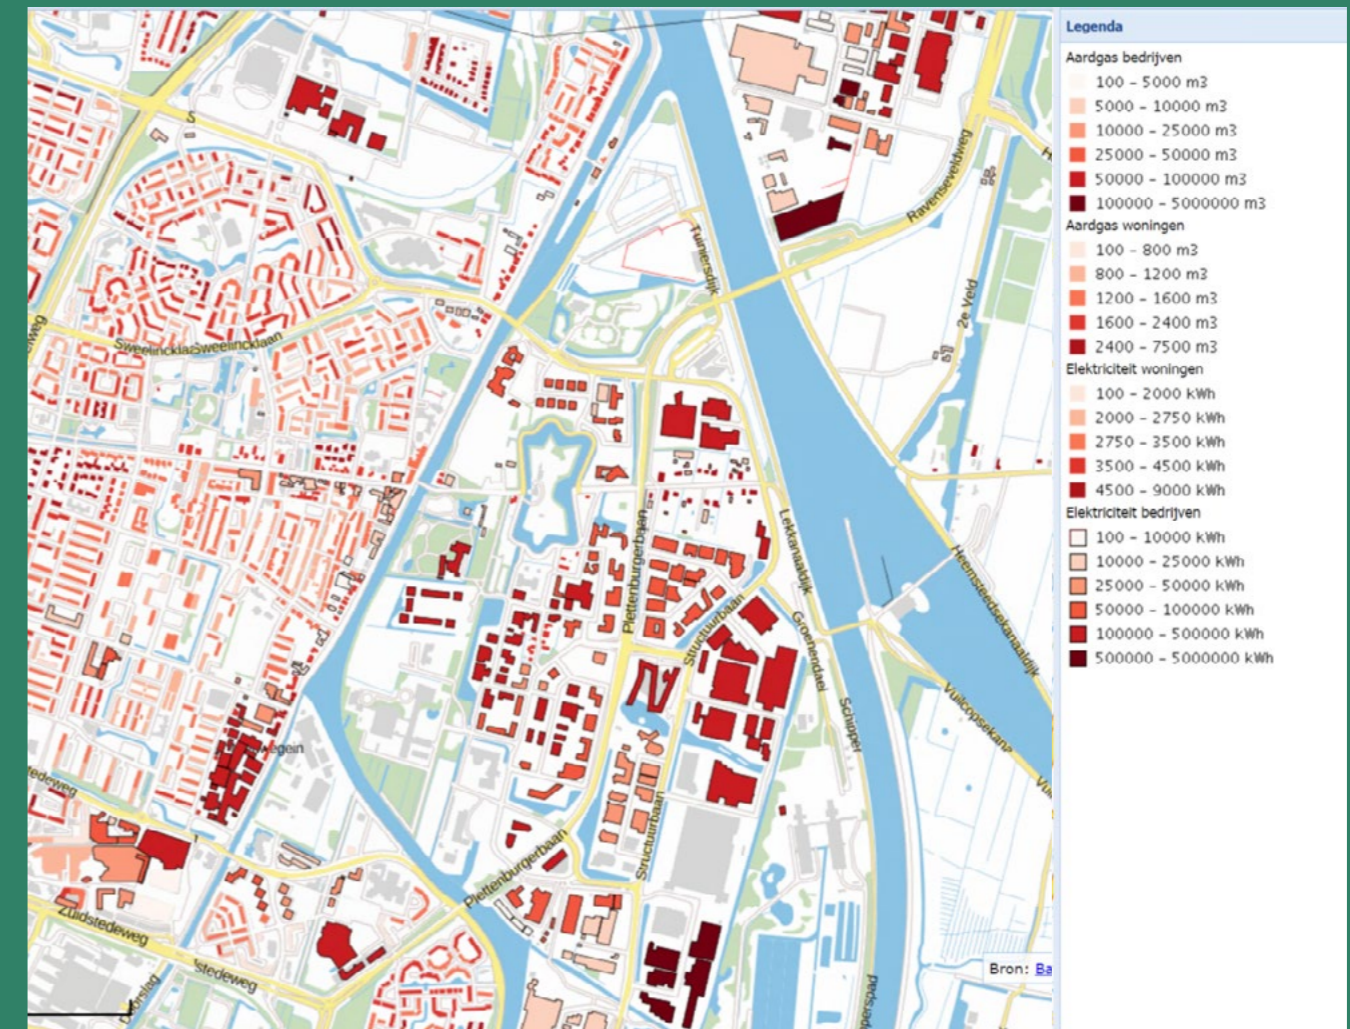 Legenda
Aardgas bedrijven
100 – 5000 m3
5000 – 10000 m3
10000 – 25000 m3
25000 – 50000 m3
50000 – 100000 m3
100000 – 5000000 m3
Aardgas woningen
100 – 800 m3
800 – 1200 m3
1200 – 1600 m3
1600 – 2400 m3
2400 – 7500 m3
Elektriciteit woningen
100 – 2000 kWh
2000 – 2750 kWh
2750 – 3500 kWh
3500 – 4500 kWh
4500 – 9000 kWh
Elektriciteit bedrijven
100 – 10000 kWh
10000 – 25000 kWh
25000 – 50000 kWh
50000 – 100000 kWh
100000 – 500000 kWh
500000 – 5000000 kWh
Ravenseveldweg
Tuiniersdijk
2e Veld
Plettenburgerbaan
Lekkanaaldijk
Heemsteedsekanaaldijk
Structuurbaan
Groenendael
Schipper
Structuurbaan
Plettenburgerbaan
Zuidstedeweg
stedeweg
Bron: Ba